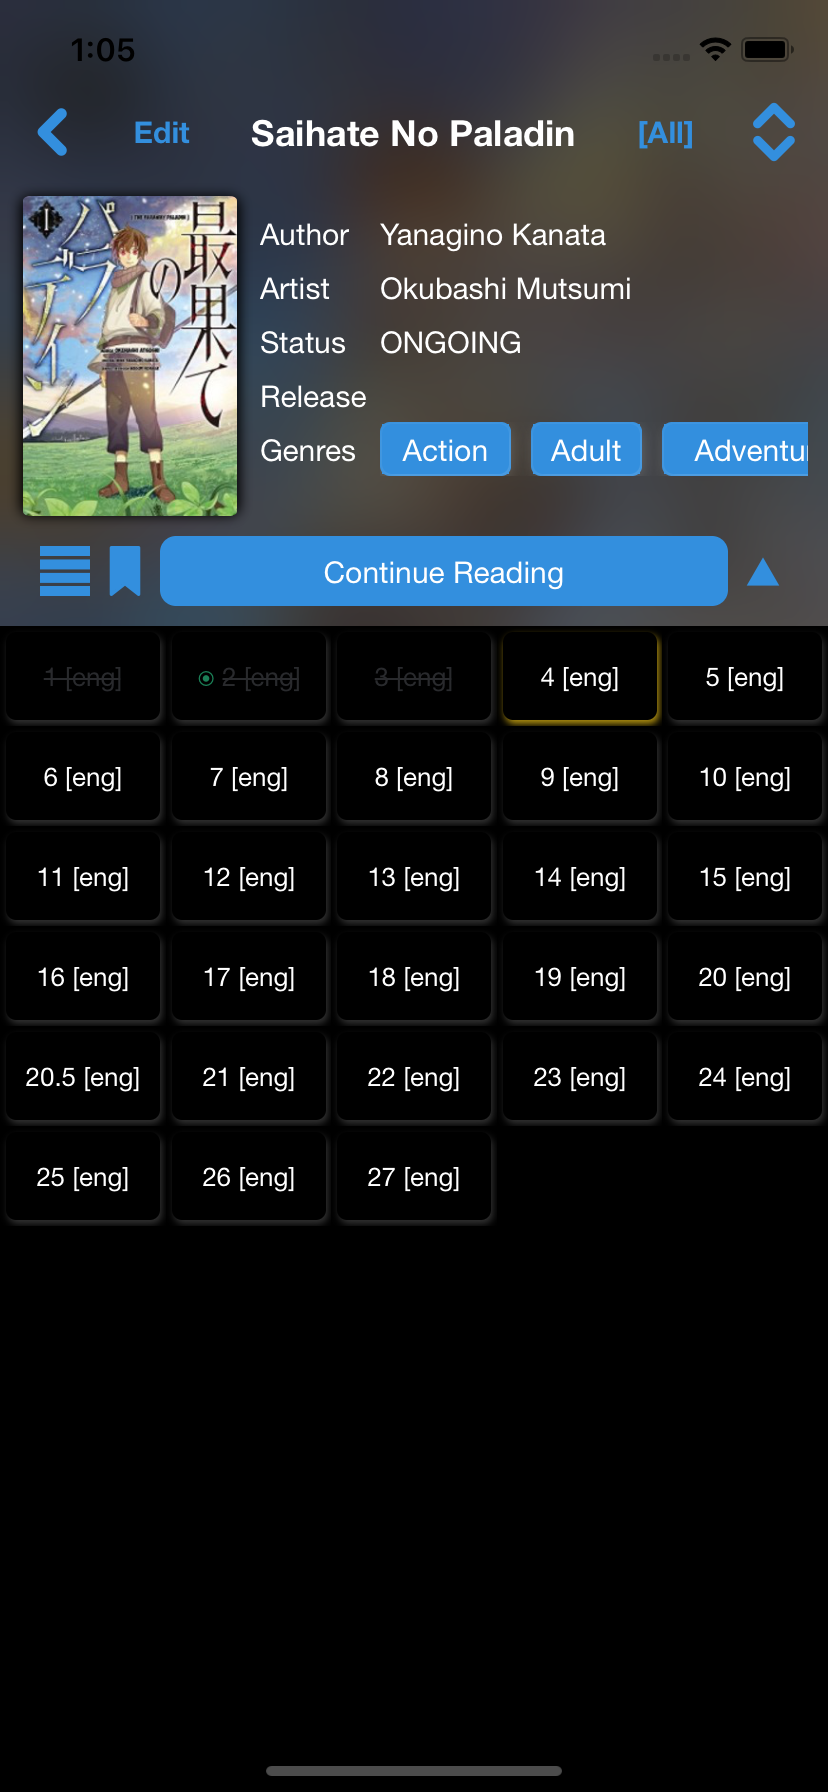 1:05
Edit Saihate No Paladin [All]
I
[ THE FARAWAY PALADIN ]
最果て
の
パラディン
Author Yanagino Kanata
Artist Okubashi Mutsumi
Status ONGOING
Release
Genres Action Adult Adventu
Continue Reading
1 [eng] 2 [eng] 3 [eng] 4 [eng] 5 [eng]
6 [eng] 7 [eng] 8 [eng] 9 [eng] 10 [eng]
11 [eng] 12 [eng] 13 [eng] 14 [eng] 15 [eng]
16 [eng] 17 [eng] 18 [eng] 19 [eng] 20 [eng]
20.5 [eng] 21 [eng] 22 [eng] 23 [eng] 24 [eng]
25 [eng] 26 [eng] 27 [eng]